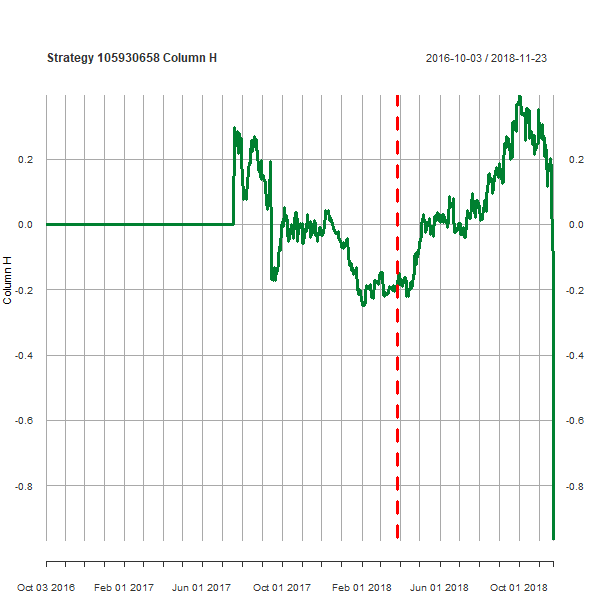 Strategy 105930658 Column H 2016-10-03 / 2018-11-23
0.2 0.2
0.0 0.0
-0.2 -0.2
-0.4 -0.4
-0.6 -0.6
-0.8 -0.8
Column H
Oct 03 2016 Feb 01 2017 Jun 01 2017 Oct 01 2017 Feb 01 2018 Jun 01 2018 Oct 01 2018